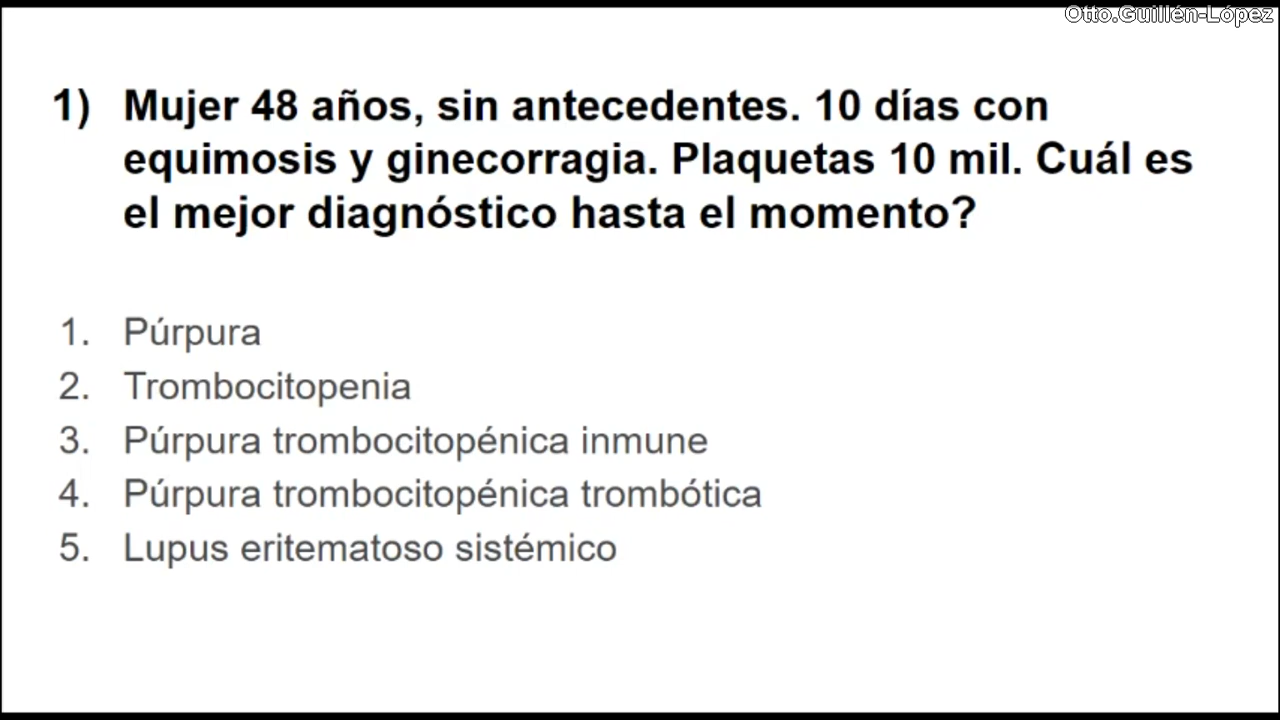 Otto.Guillén-López
1) Mujer 48 años, sin antecedentes. 10 días con
equimosis y ginecorragia. Plaquetas 10 mil. Cuál es
el mejor diagnóstico hasta el momento?
1. Púrpura
2. Trombocitopenia
3. Púrpura trombocitopénica inmune
4. Púrpura trombocitopénica trombótica
5. Lupus eritematoso sistémico